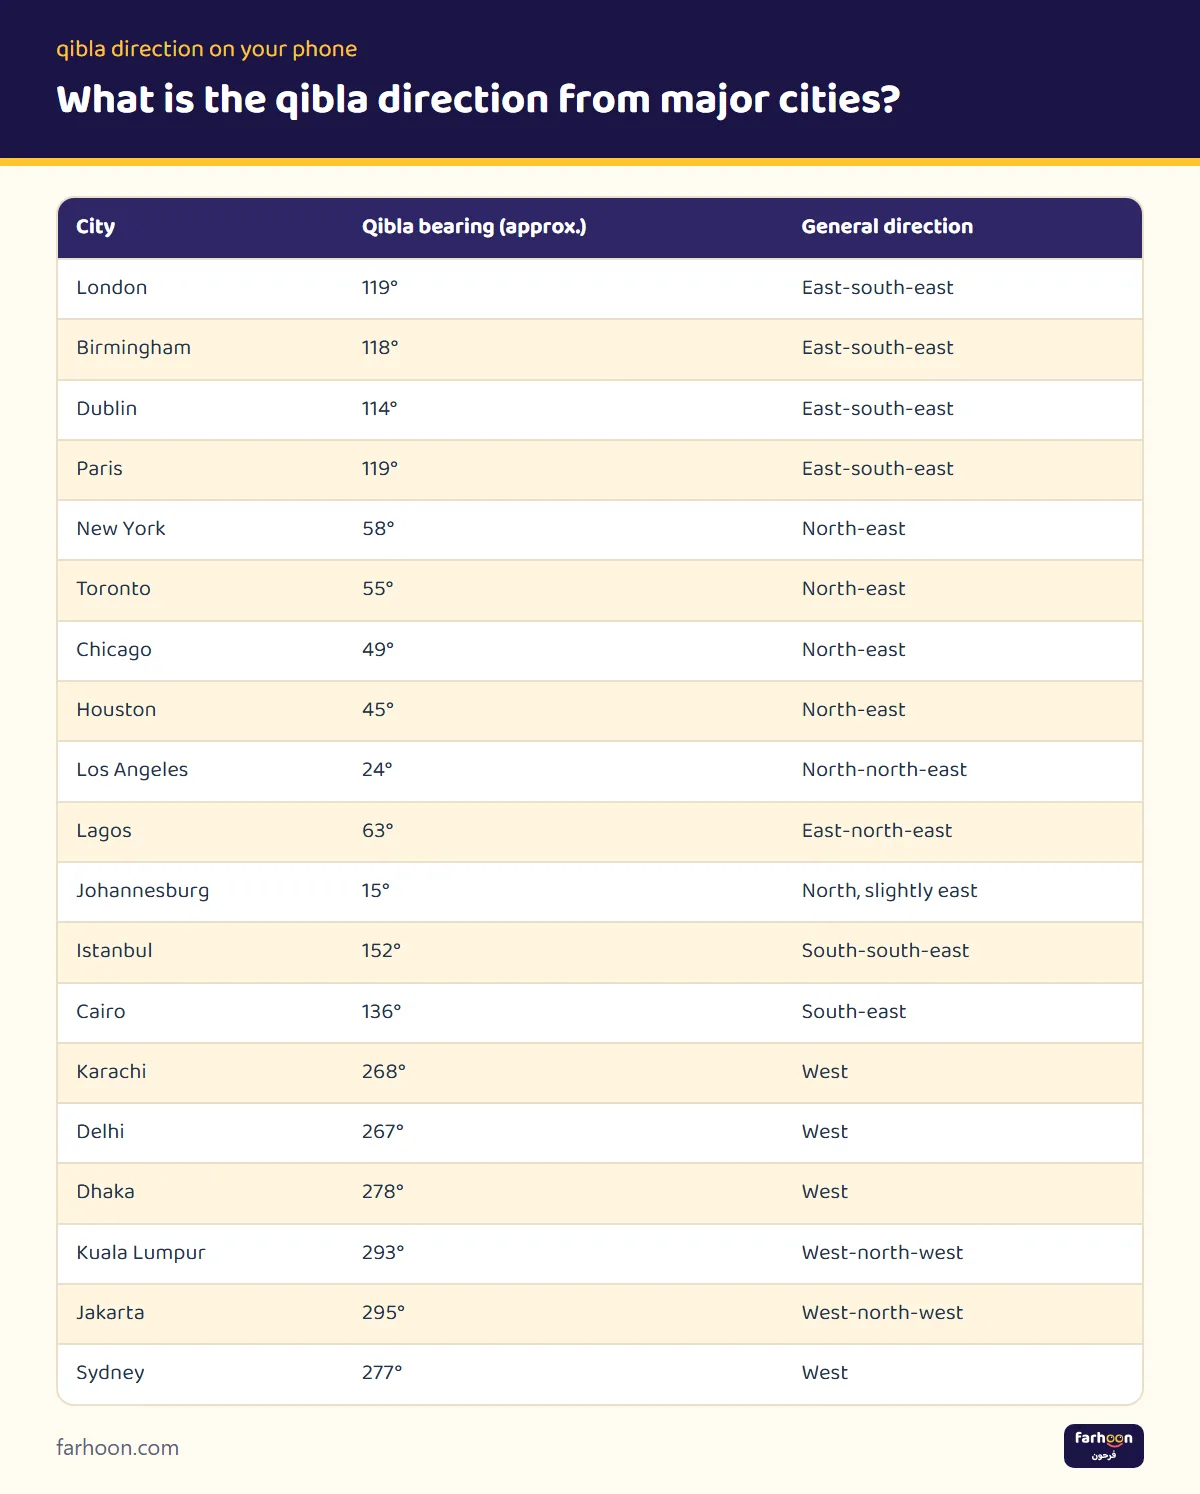 qibla direction on your phone
What is the qibla direction from major cities?
City Qibla bearing (approx.) General direction
London 119° East-south-east
Birmingham 118° East-south-east
Dublin 114° East-south-east
Paris 119° East-south-east
New York 58° North-east
Toronto 55° North-east
Chicago 49° North-east
Houston 45° North-east
Los Angeles 24° North-north-east
Lagos 63° East-north-east
Johannesburg 15° North, slightly east
Istanbul 152° South-south-east
Cairo 136° South-east
Karachi 268° West
Delhi 267° West
Dhaka 278° West
Kuala Lumpur 293° West-north-west
Jakarta 295° West-north-west
Sydney 277° West
farhoon.com
farhoon
فرحون